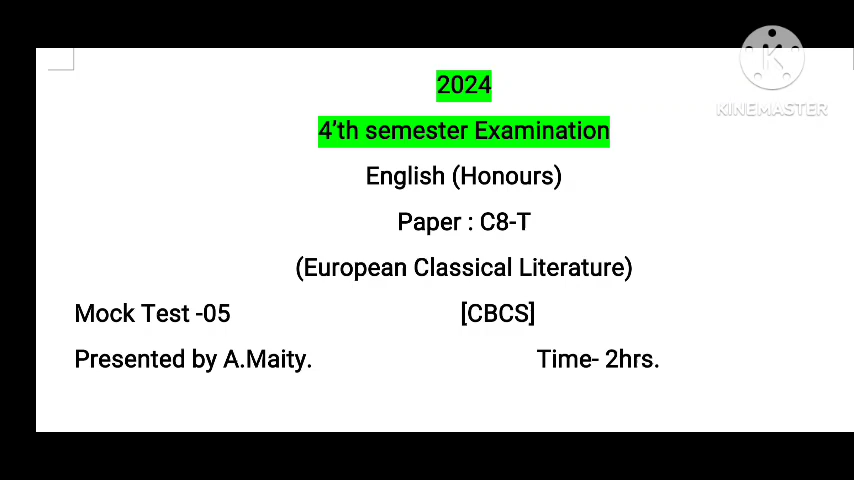 2024
4'th semester Examination
English (Honours)
Paper : C8-T
(European Classical Literature)
Mock Test -05 [CBCS]
Presented by A.Maity. Time- 2hrs.
K
KINEMASTER